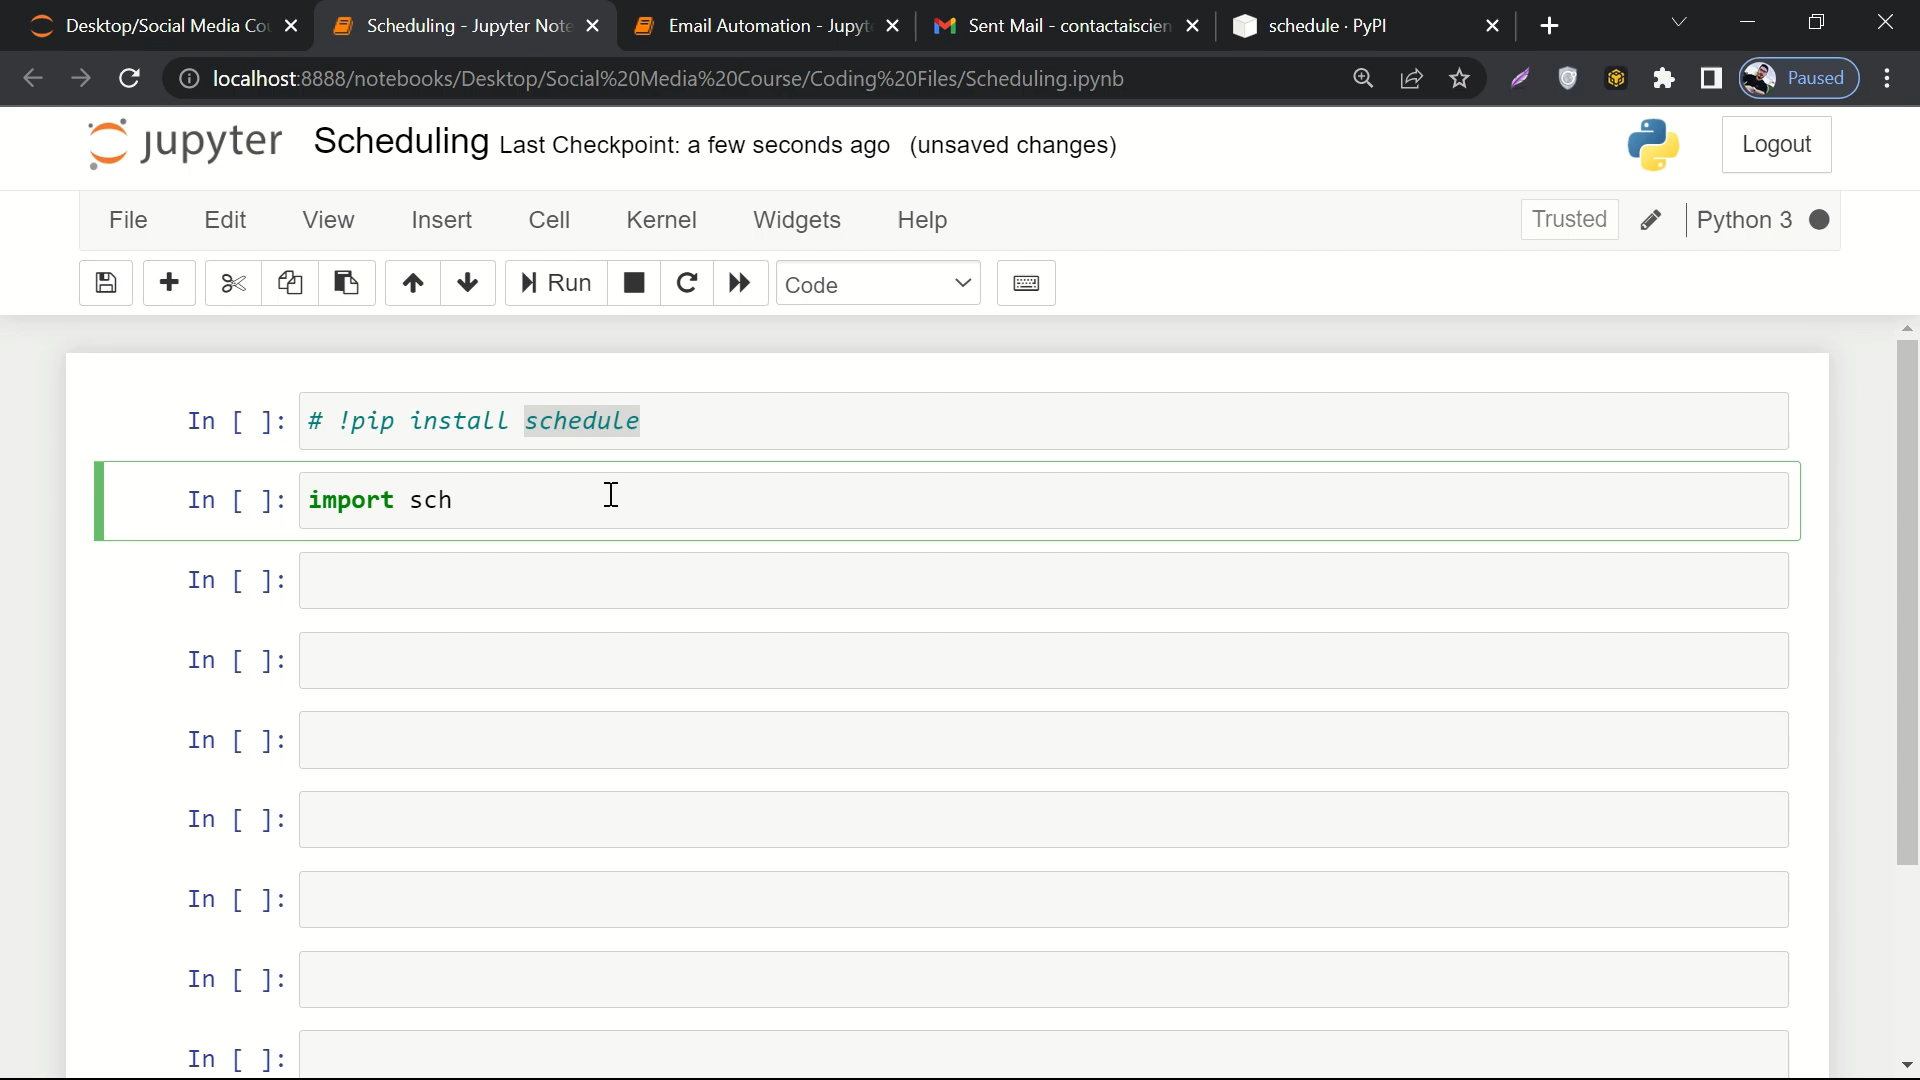 Desktop/Social Media Co
Scheduling - Jupyter Note
Email Automation - Jupyt
Sent Mail - contactaiscien
schedule · PyPI
localhost:8888/notebooks/Desktop/Social%20Media%20Course/Coding%20Files/Scheduling.ipynb
Paused
jupyter Scheduling Last Checkpoint: a few seconds ago (unsaved changes)
Logout
File Edit View Insert Cell Kernel Widgets Help
Trusted
Python 3
Run
Code
In [ ]: # !pip install schedule
In [ ]: import sch
In [ ]:
In [ ]:
In [ ]:
In [ ]:
In [ ]:
In [ ]:
In [ ]: